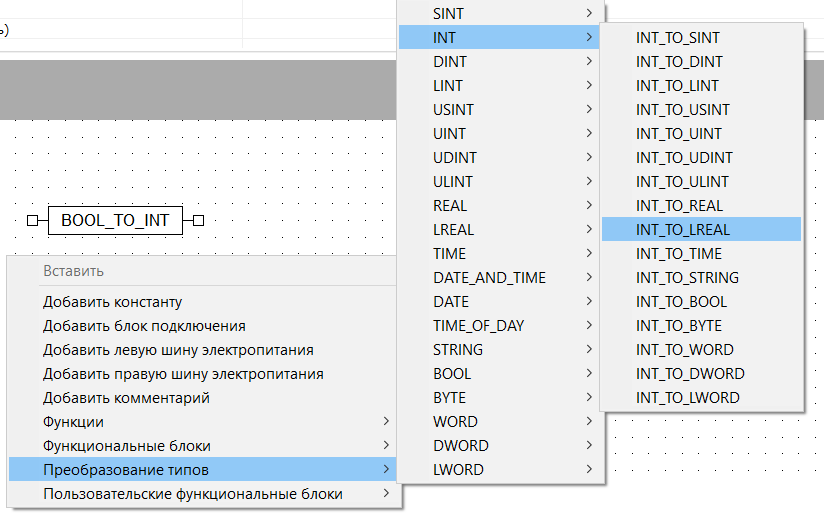 ь)
BOOL_TO_INT
Вставить
Добавить константу
Добавить блок подключения
Добавить левую шину электропитания
Добавить правую шину электропитания
Добавить комментарий
Функции
Функциональные блоки
Преобразование типов
Пользовательские функциональные блоки
SINT
INT
DINT
LINT
USINT
UINT
UDINT
ULINT
REAL
LREAL
TIME
DATE_AND_TIME
DATE
TIME_OF_DAY
STRING
BOOL
BYTE
WORD
DWORD
LWORD
INT_TO_SINT
INT_TO_DINT
INT_TO_LINT
INT_TO_USINT
INT_TO_UINT
INT_TO_UDINT
INT_TO_ULINT
INT_TO_REAL
INT_TO_LREAL
INT_TO_TIME
INT_TO_STRING
INT_TO_BOOL
INT_TO_BYTE
INT_TO_WORD
INT_TO_DWORD
INT_TO_LWORD